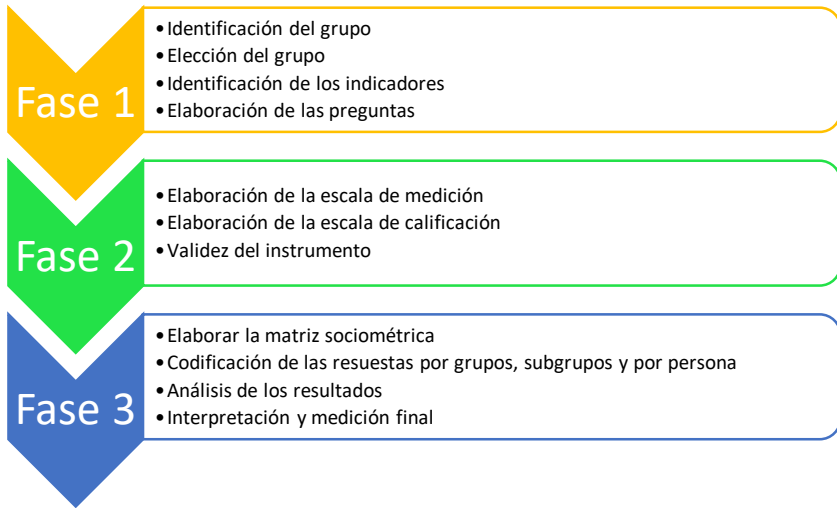 Fase 1
•Identificación del grupo
•Elección del grupo
•Identificación de los indicadores
•Elaboración de las preguntas
Fase 2
•Elaboración de la escala de medición
•Elaboración de la escala de calificación
•Validez del instrumento
Fase 3
•Elaborar la matriz sociométrica
•Codificación de las resuestas por grupos, subgrupos y por persona
•Análisis de los resultados
•Interpretación y medición final